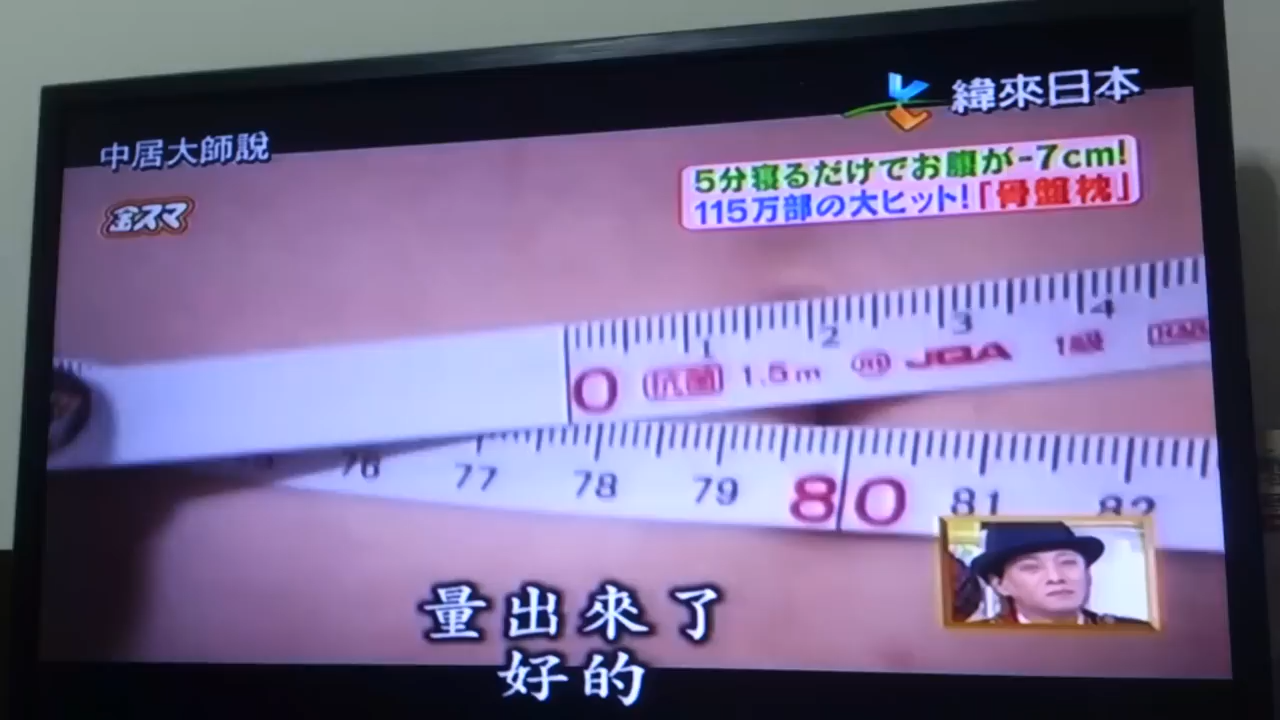 緯來日本
中居大師說
金スマ
5分寝るだけでお腹が-7cm!
115万部の大ヒット!「骨盤枕」
1 2 3 4
0 抗菌 1.5m JQA 1級
76 77 78 79 80 81 82
量出來了
好的